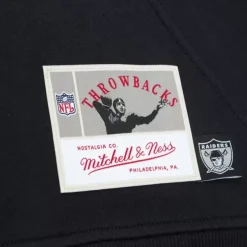 THROWBACKS
NFL
NOSTALGIA CO.
Mitchell & Ness
PHILADELPHIA, PA.
RAIDERS